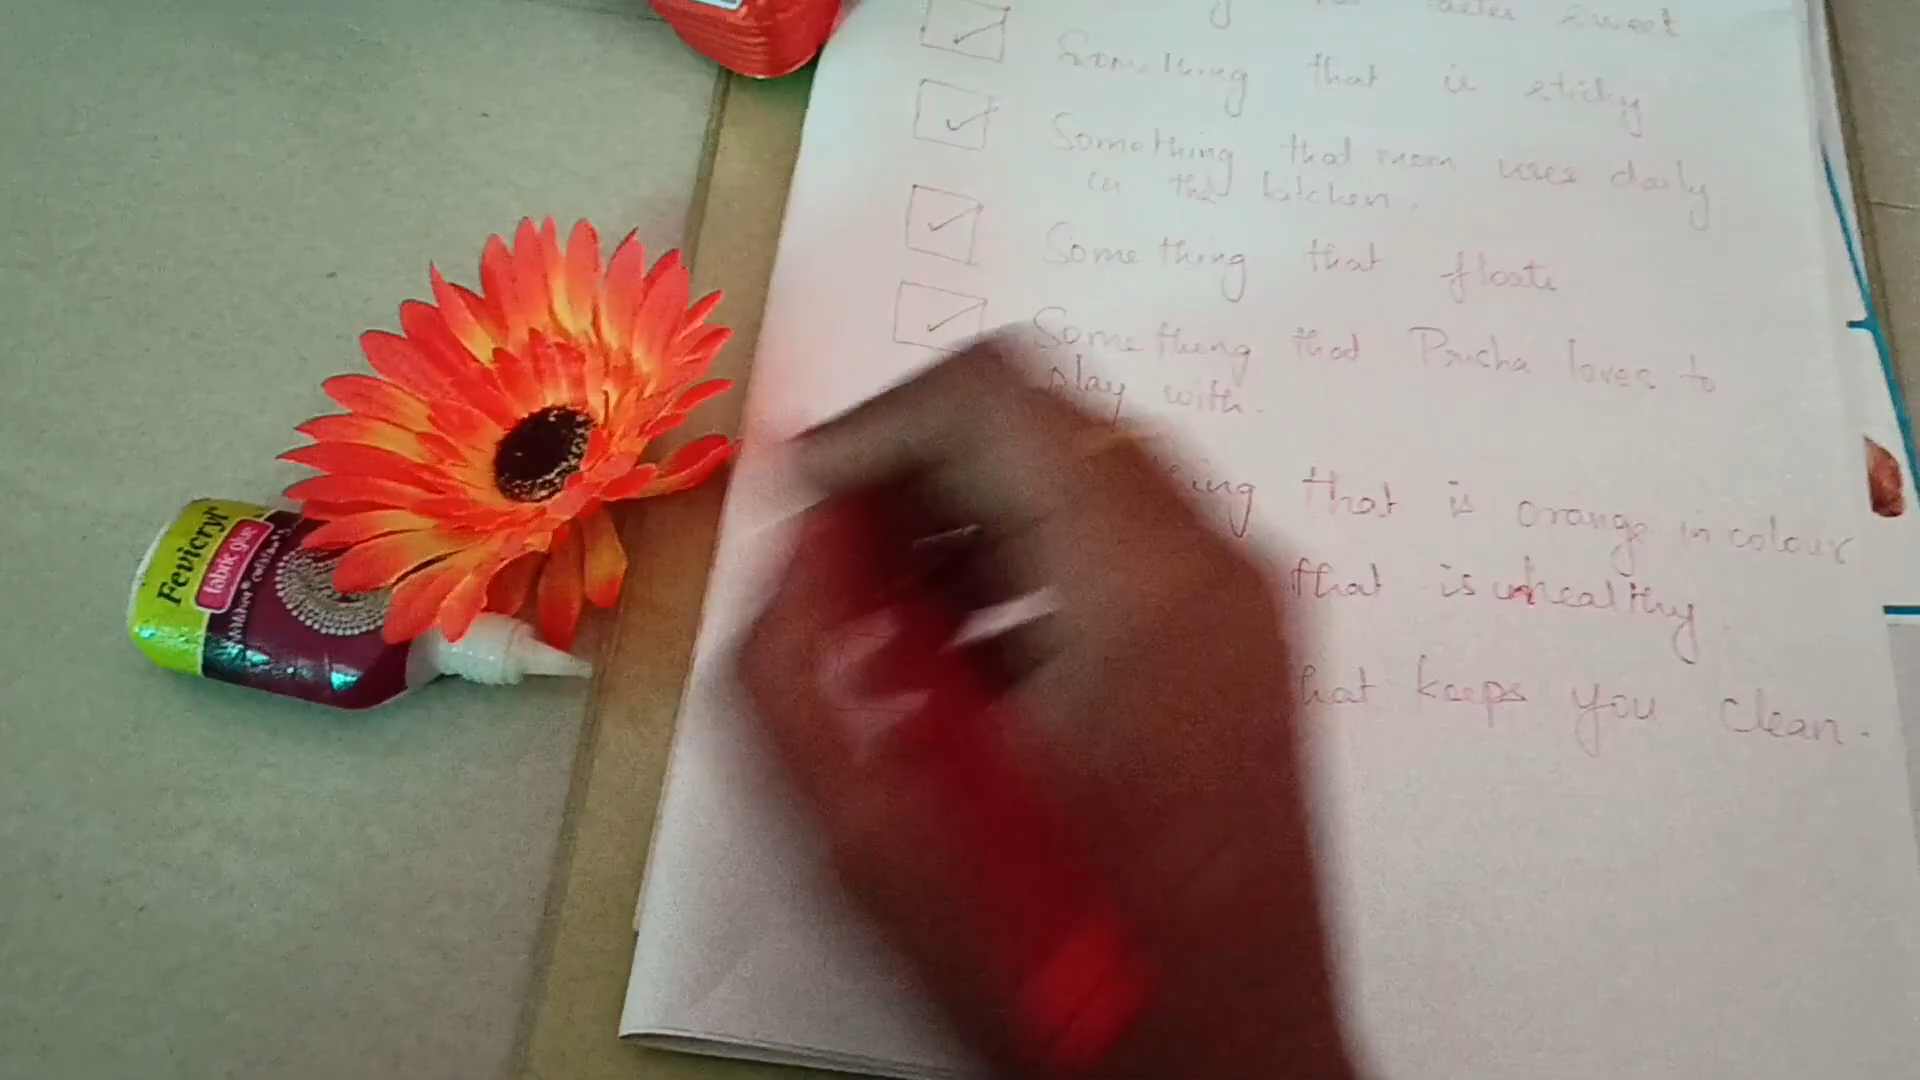 sweet
Something that is sticky
Something that mom uses daily
in the kitchen.
Something that floats
Something that Prisha loves to
play with.
that is orange in colour
that is unhealthy
keeps you clean.
Fevicryl
fabric glue